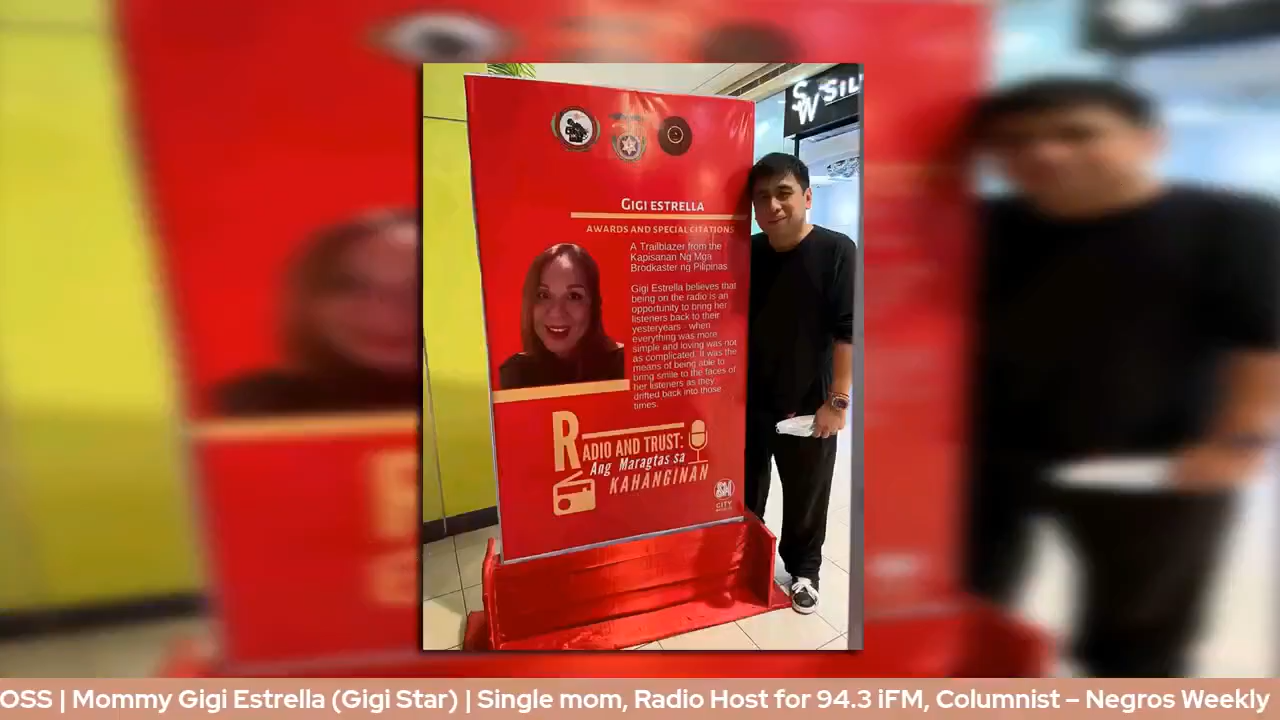 SW SIL
GIGI ESTRELLA
AWARDS AND SPECIAL CITATIONS
A Trailblazer from the
Kapisanan Ng Mga
Brodkaster ng Pilipinas
Gigi Estrella believes that
being on the radio is an
opportunity to bring her
listeners back to their
yesteryears - when
everything was more
simple and loving was not
as complicated. It was the
means of being able to
bring smile to the faces of
her listeners as they
drifted back into those
times.
RADIO AND TRUST:
Ang Maragtas sa
KAHANGINAN
SM
CITY
OSS | Mommy Gigi Estrella (Gigi Star) | Single mom, Radio Host for 94.3 iFM, Columnist – Negros Weekly